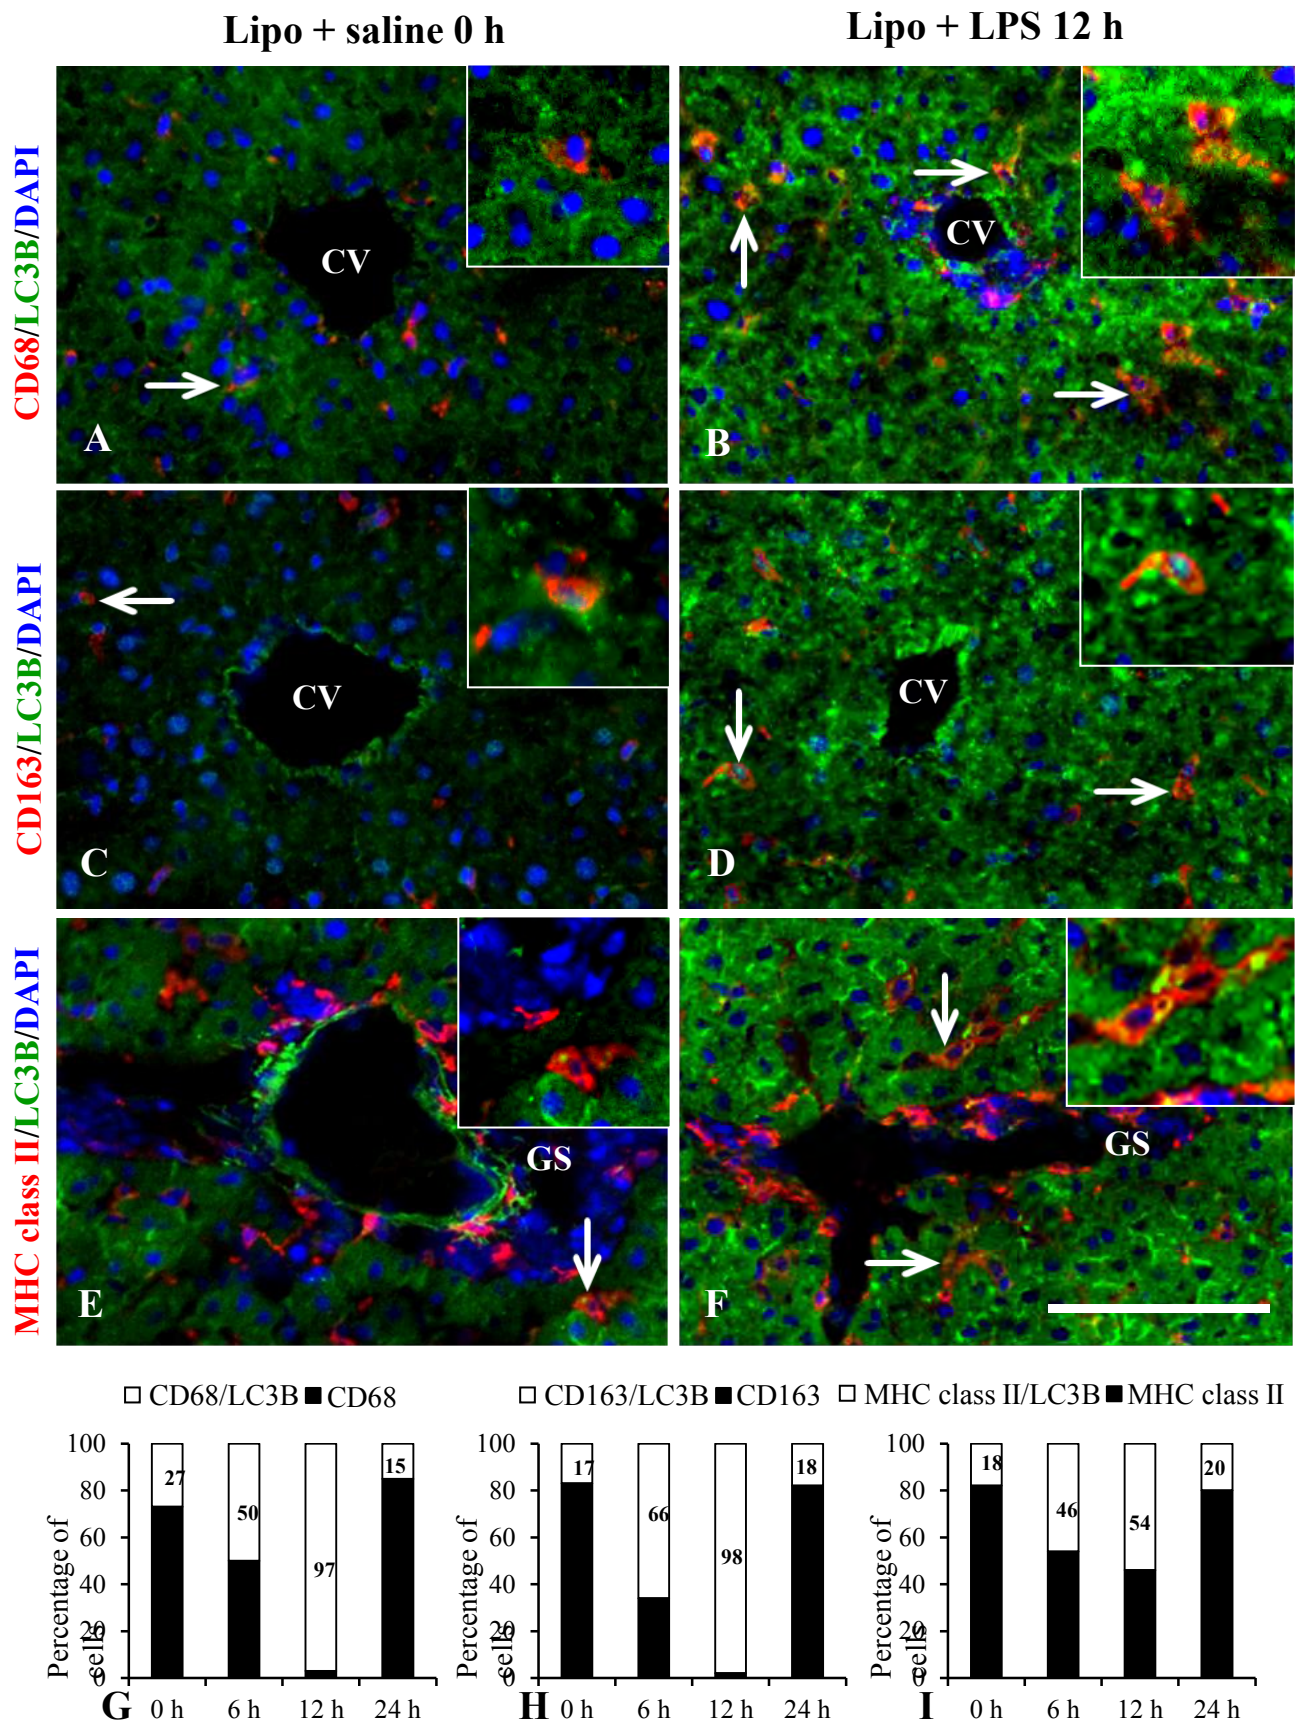 Lipo + saline 0 h
Lipo + LPS 12 h
CD68/LC3B/DAPI
CV
A
CV
B
CD163/LC3B/DAPI
CV
C
CV
D
MHC class II/LC3B/DAPI
GS
E
GS
F
CD68/LC3B CD68
Percentage of
cells
100
80
60
40
20
0
27
50
97
15
0 h 6 h 12 h 24 h
G
CD163/LC3B CD163
Percentage of
cells
100
80
60
40
20
0
17
66
98
18
0 h 6 h 12 h 24 h
H
MHC class II/LC3B MHC class II
Percentage of
cells
100
80
60
40
20
0
18
46
54
20
0 h 6 h 12 h 24 h
I